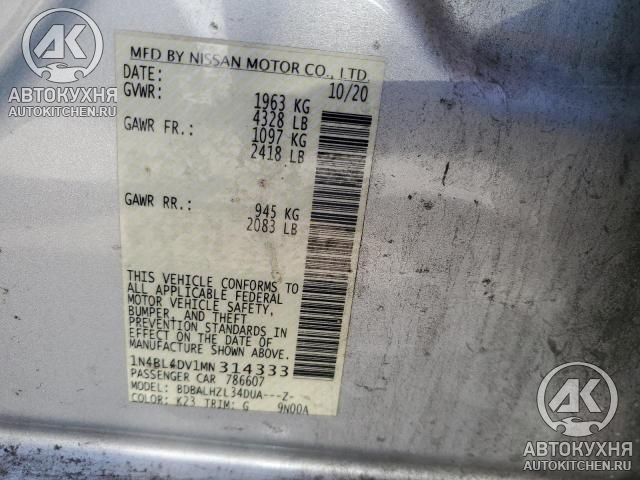 MFD BY NISSAN MOTOR CO., LTD.
DATE: 10/20
GVWR: 1963 KG
4328 LB
GAWR FR.: 1097 KG
2418 LB
GAWR RR.: 945 KG
2083 LB
THIS VEHICLE CONFORMS TO
ALL APPLICABLE FEDERAL
MOTOR VEHICLE SAFETY,
BUMPER, AND THEFT
PREVENTION STANDARDS IN
EFFECT ON THE DATE OF
MANUFACTURE SHOWN ABOVE.
1N4BL4DV1MN314333
PASSENGER CAR 786607
MODEL: BDBALHZL34DUA---Z-
COLOR: K23 TRIM: G 9N00A
АК
АВТОКУХНЯ
AUTOKITCHEN.RU
АК
АВТОКУХНЯ
AUTOKITCHEN.RU